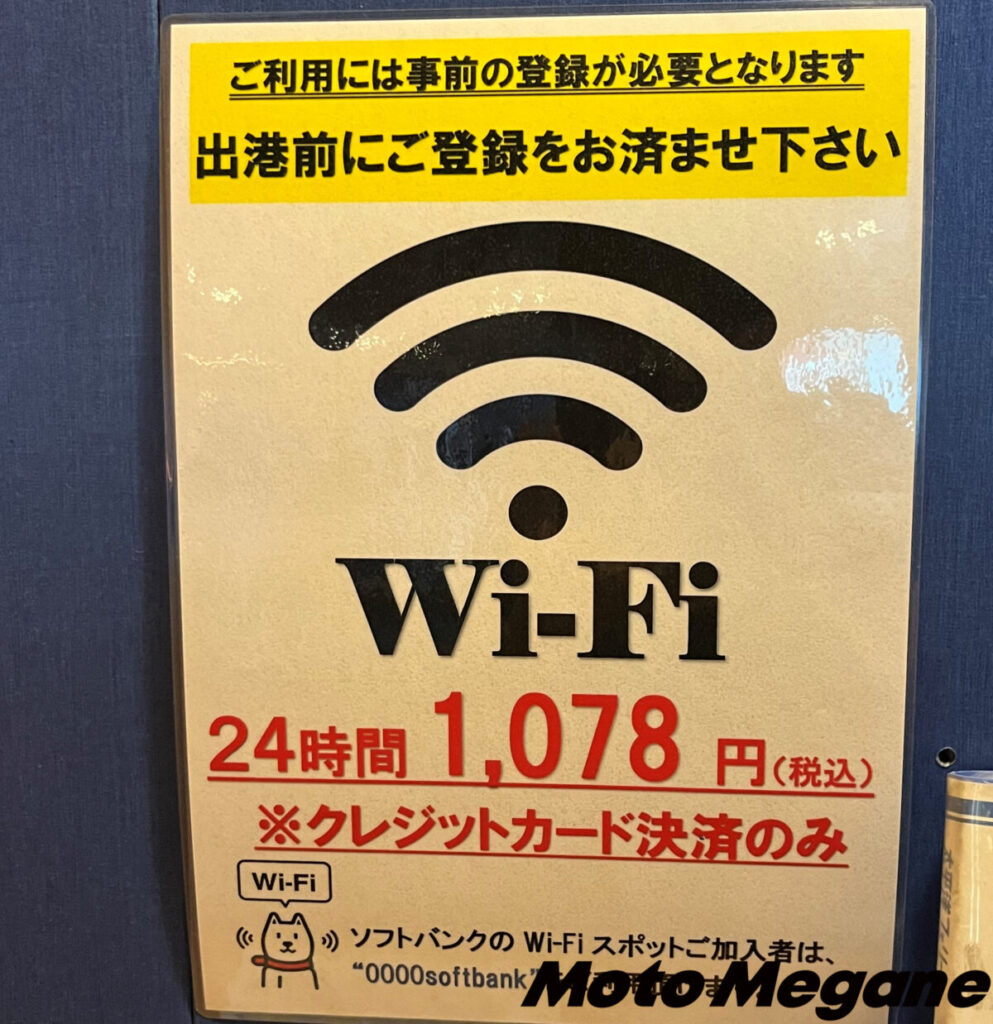 ご利用には事前の登録が必要となります
出港前にご登録をお済ませ下さい
Wi-Fi
24時間 1,078 円(税込)
※クレジットカード決済のみ
Wi-Fi
ソフトバンクの Wi-Fi スポットご加入者は、
“0000softbank”
Moto Megane